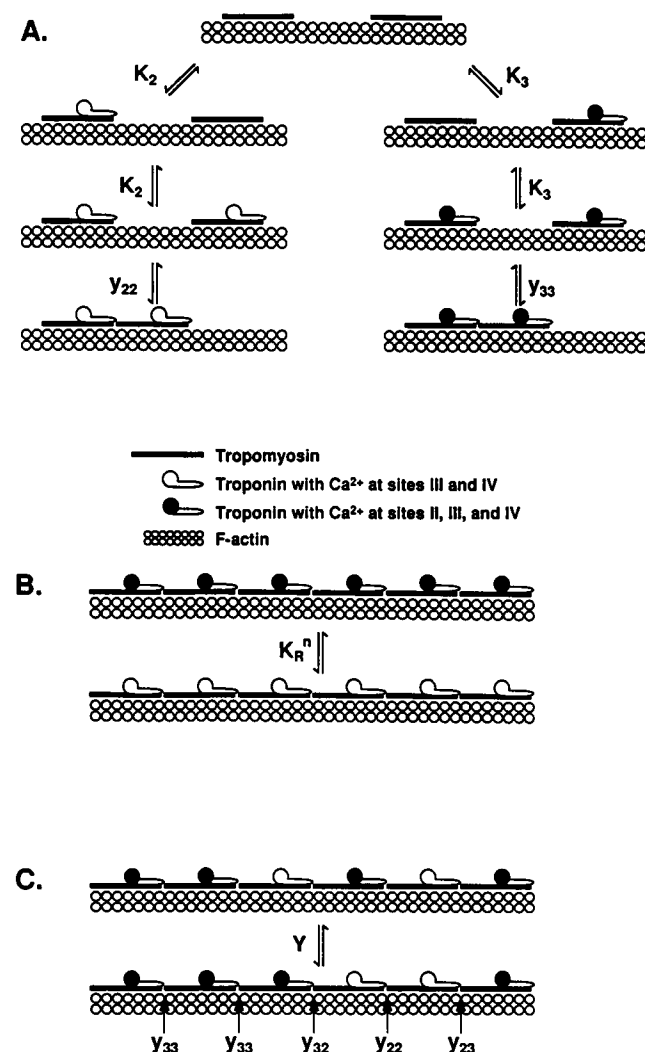 A.
K₂
K₃
K₂
K₃
y₂₂
y₃₃
Tropomyosin
Troponin with Ca²⁺ at sites III and IV
Troponin with Ca²⁺ at sites II, III, and IV
F-actin
B.
K_Rⁿ
C.
Y
y₃₃ y₃₃ y₃₂ y₂₂ y₂₃